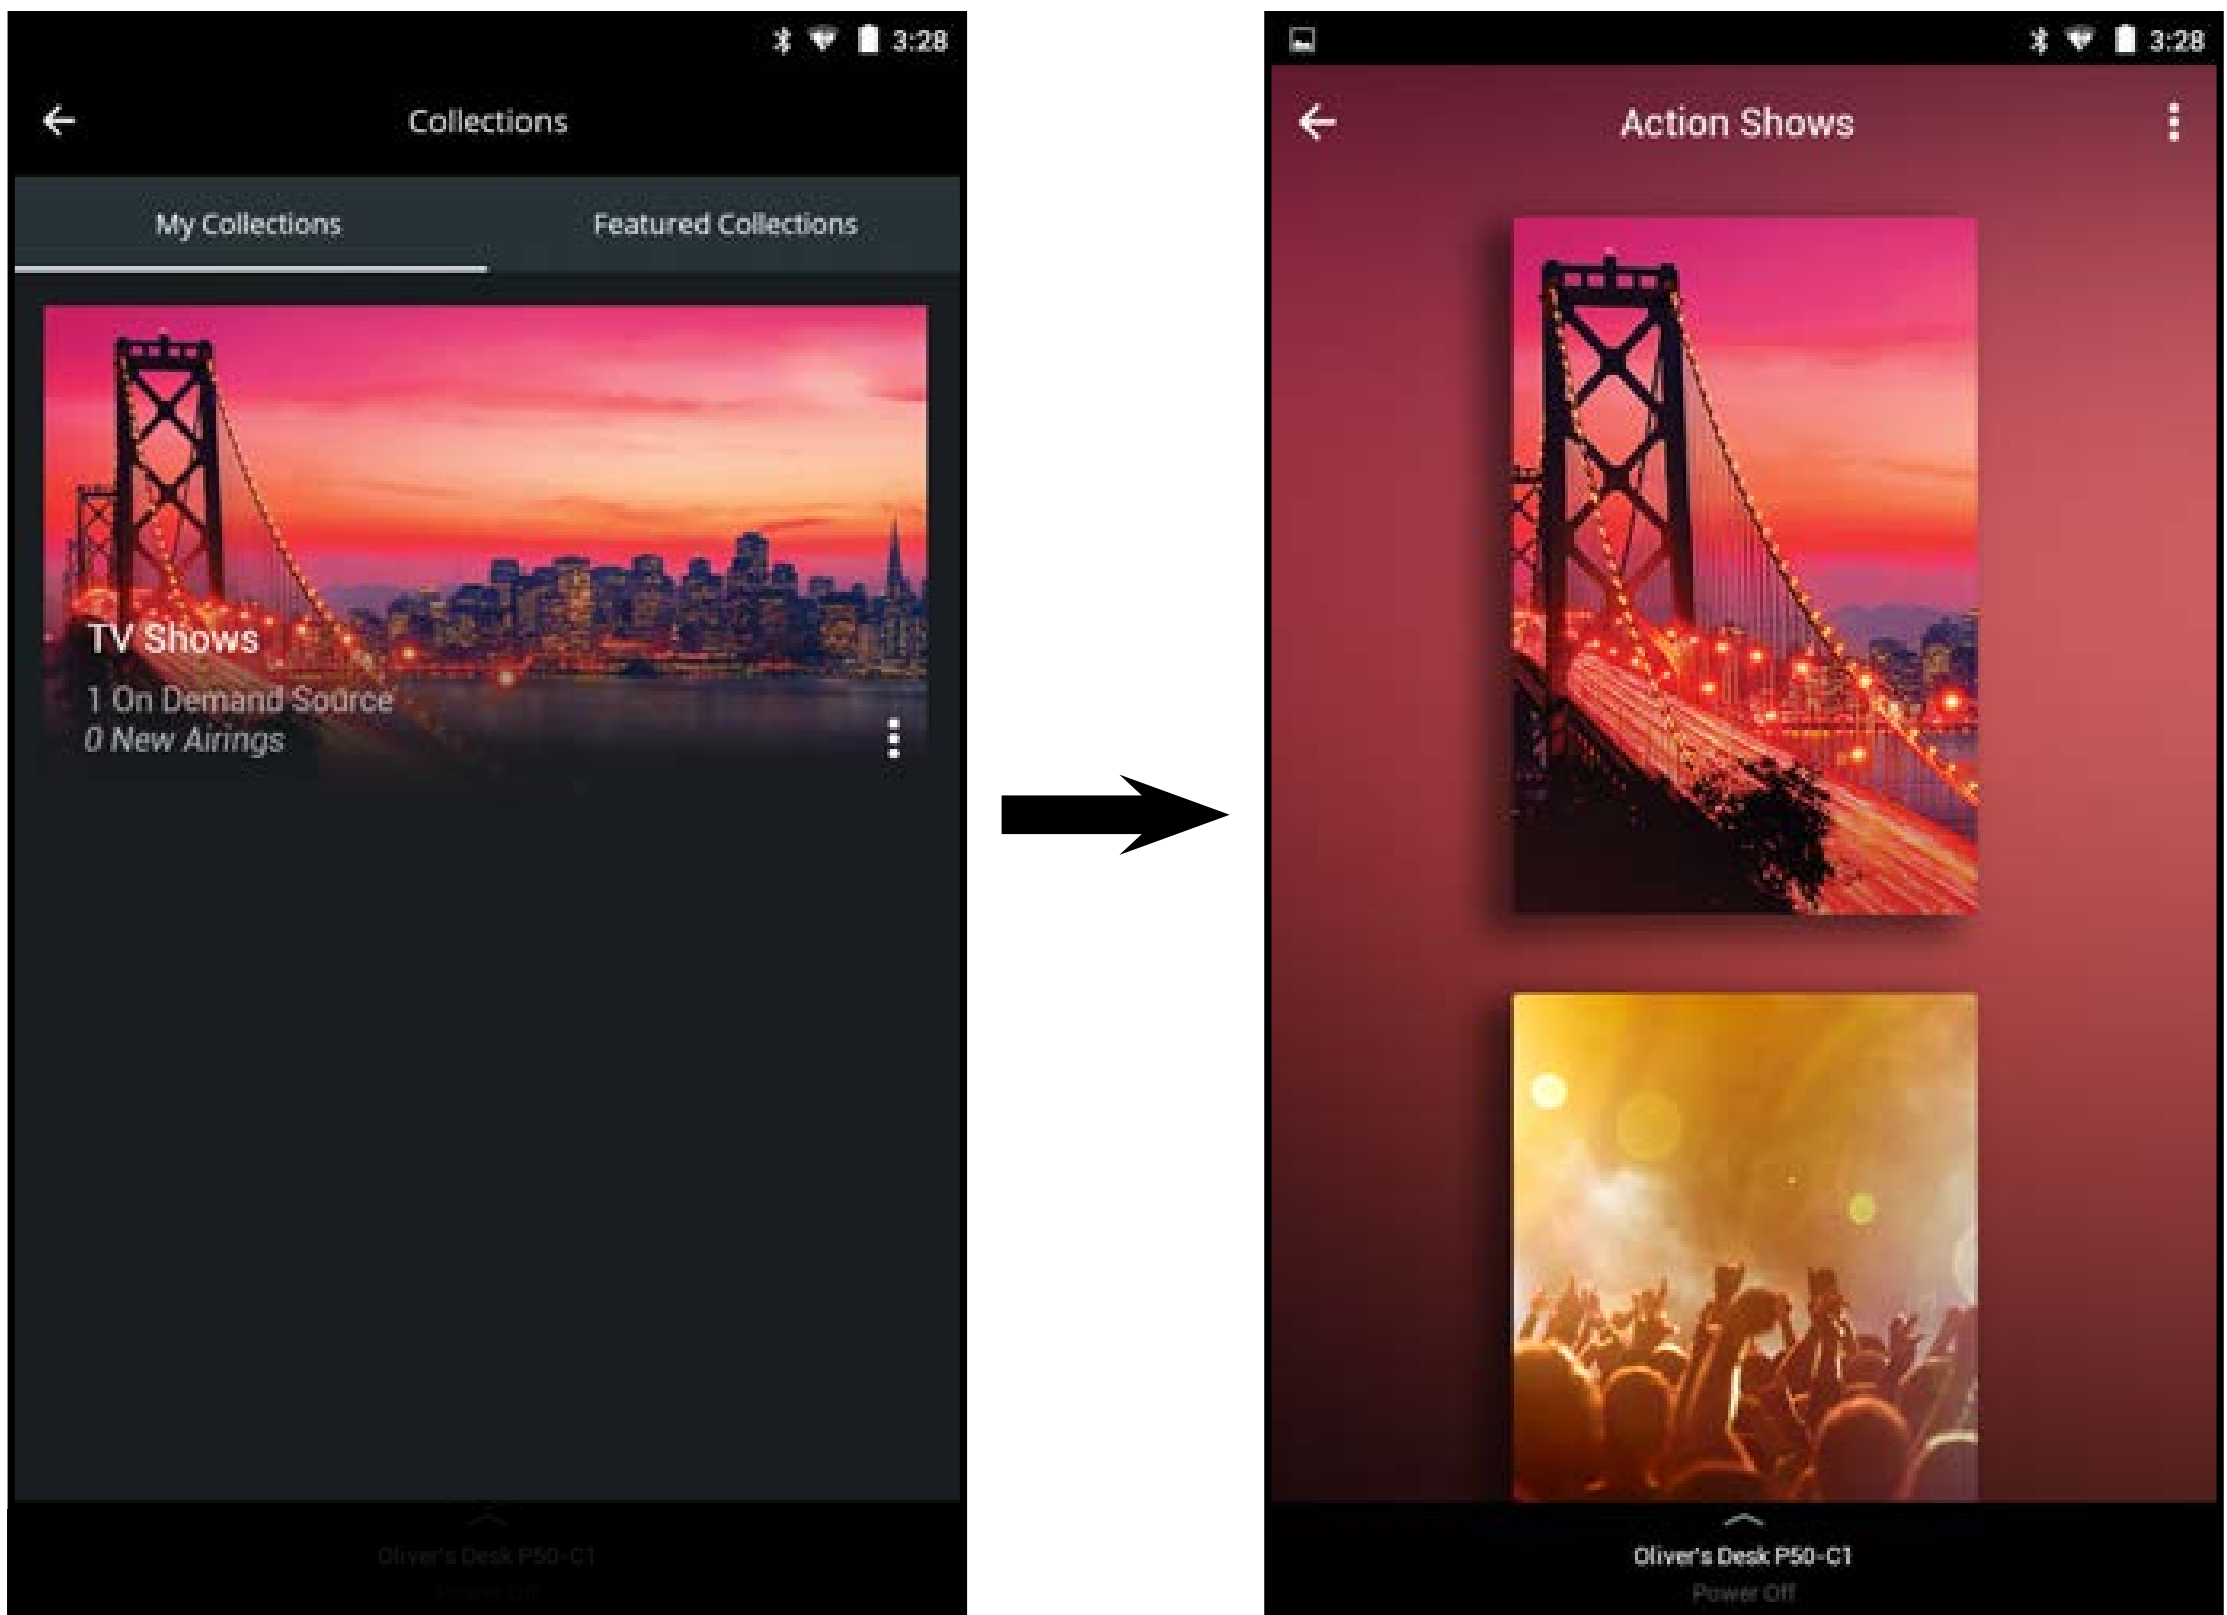 3:28
Collections
My Collections
Featured Collections
TV Shows
1 On Demand Source
0 New Airings
Oliver's Desk P50-C1
Power Off
3:28
Action Shows
Oliver's Desk P50-C1
Power Off